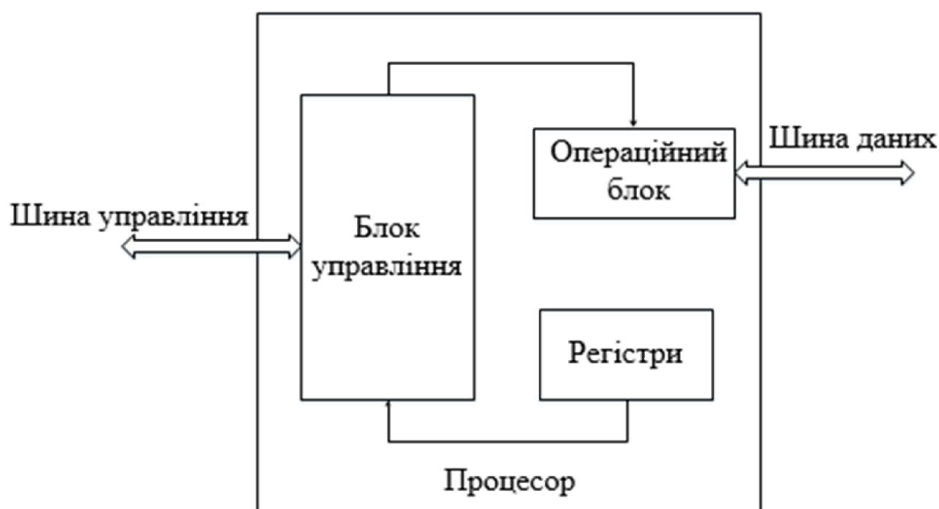 Шина управління
Блок
управління
Операційний
блок
Шина даних
Регістри
Процесор